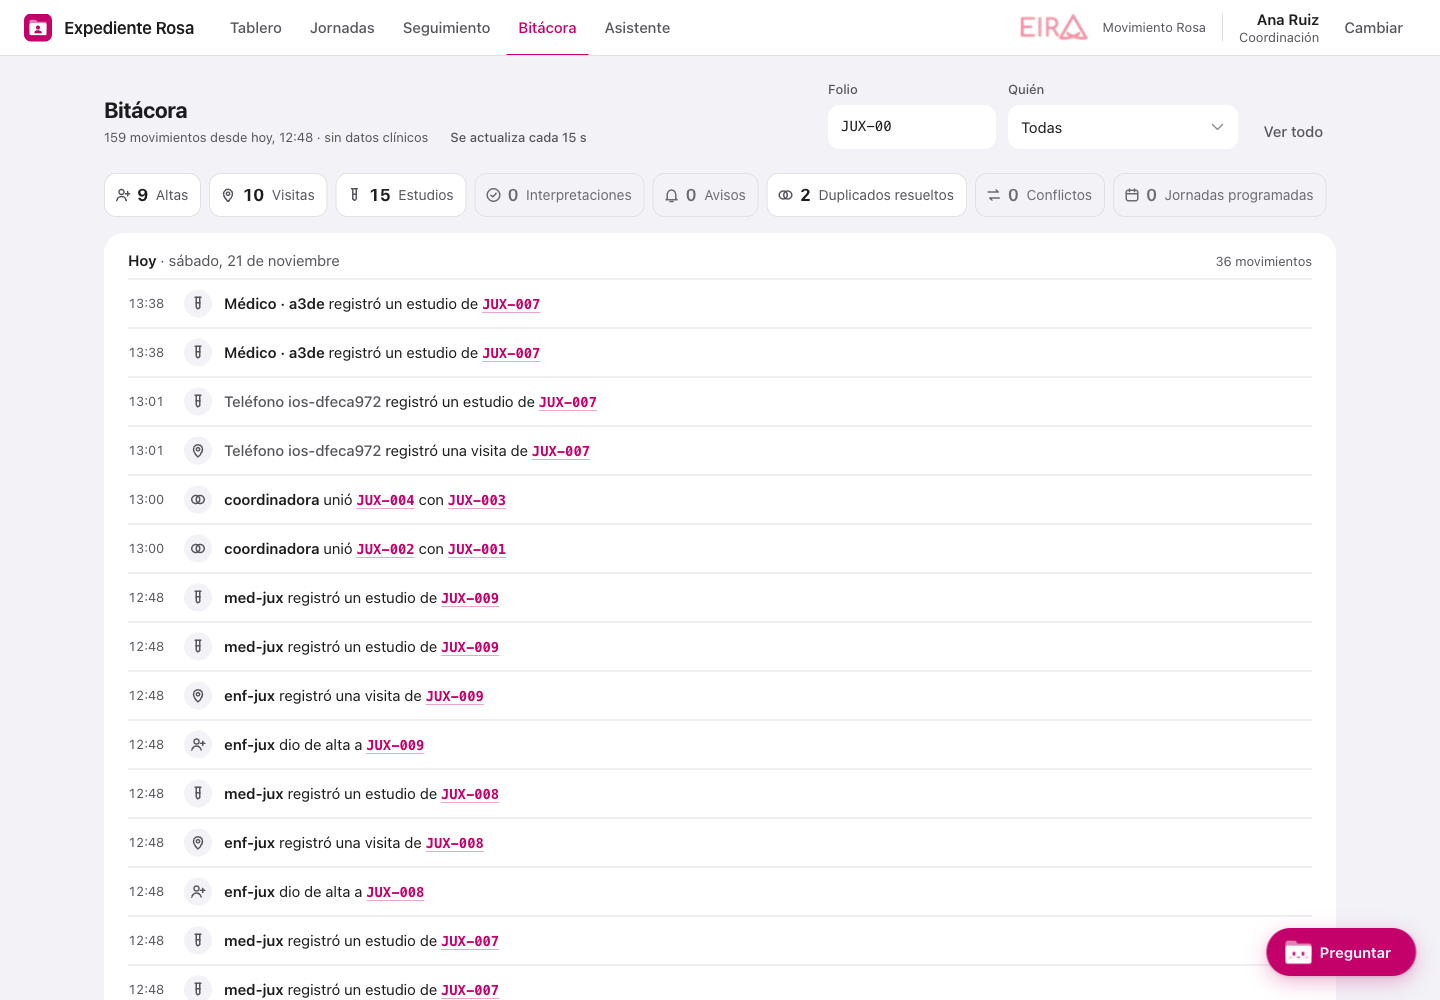 Expediente Rosa
Tablero
Jornadas
Seguimiento
Bitácora
Asistente
EIRA
Movimiento Rosa
Ana Ruiz
Coordinación
Cambiar
Bitácora
159 movimientos desde hoy, 12:48 · sin datos clínicos
Se actualiza cada 15 s
Folio
JUX-00
Quién
Todas
Ver todo
9 Altas
10 Visitas
15 Estudios
0 Interpretaciones
0 Avisos
2 Duplicados resueltos
0 Conflictos
0 Jornadas programadas
Hoy · sábado, 21 de noviembre
36 movimientos
13:38 Médico · a3de registró un estudio de JUX-007
13:38 Médico · a3de registró un estudio de JUX-007
13:01 Teléfono ios-dfeca972 registró un estudio de JUX-007
13:01 Teléfono ios-dfeca972 registró una visita de JUX-007
13:00 coordinadora unió JUX-004 con JUX-003
13:00 coordinadora unió JUX-002 con JUX-001
12:48 med-jux registró un estudio de JUX-009
12:48 med-jux registró un estudio de JUX-009
12:48 enf-jux registró una visita de JUX-009
12:48 enf-jux dio de alta a JUX-009
12:48 med-jux registró un estudio de JUX-008
12:48 enf-jux registró una visita de JUX-008
12:48 enf-jux dio de alta a JUX-008
12:48 med-jux registró un estudio de JUX-007
12:48 med-jux registró un estudio de JUX-007
Preguntar